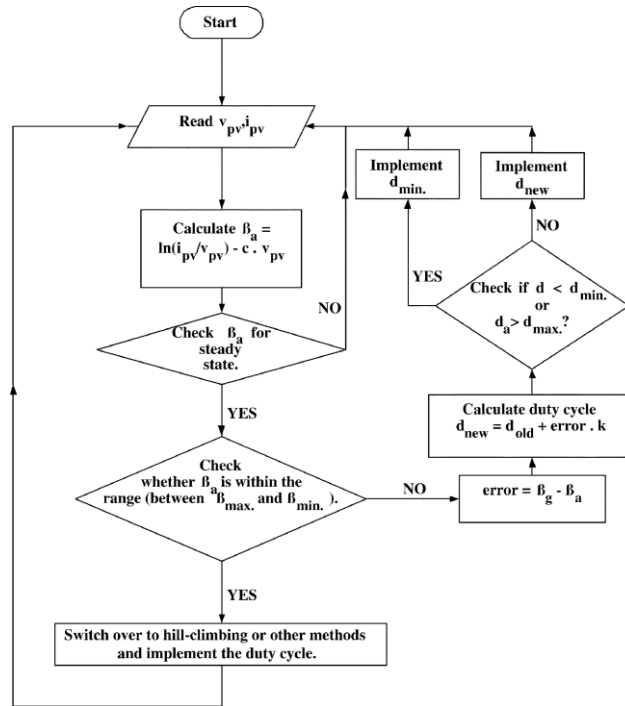 Start
Read v_pv,i_pv
Calculate ß_a =
ln(i_pv/v_pv) - c . v_pv
Check ß_a for
steady
state.
NO
YES
Check
whether ß_a is within the
range (between ß_max. and ß_min. ).
NO
YES
Switch over to hill-climbing or other methods
and implement the duty cycle.
error = ß_g - ß_a
Calculate duty cycle
d_new = d_old + error . k
Check if d < d_min.
or
d_a > d_max. ?
YES
NO
Implement
d_min.
Implement
d_new